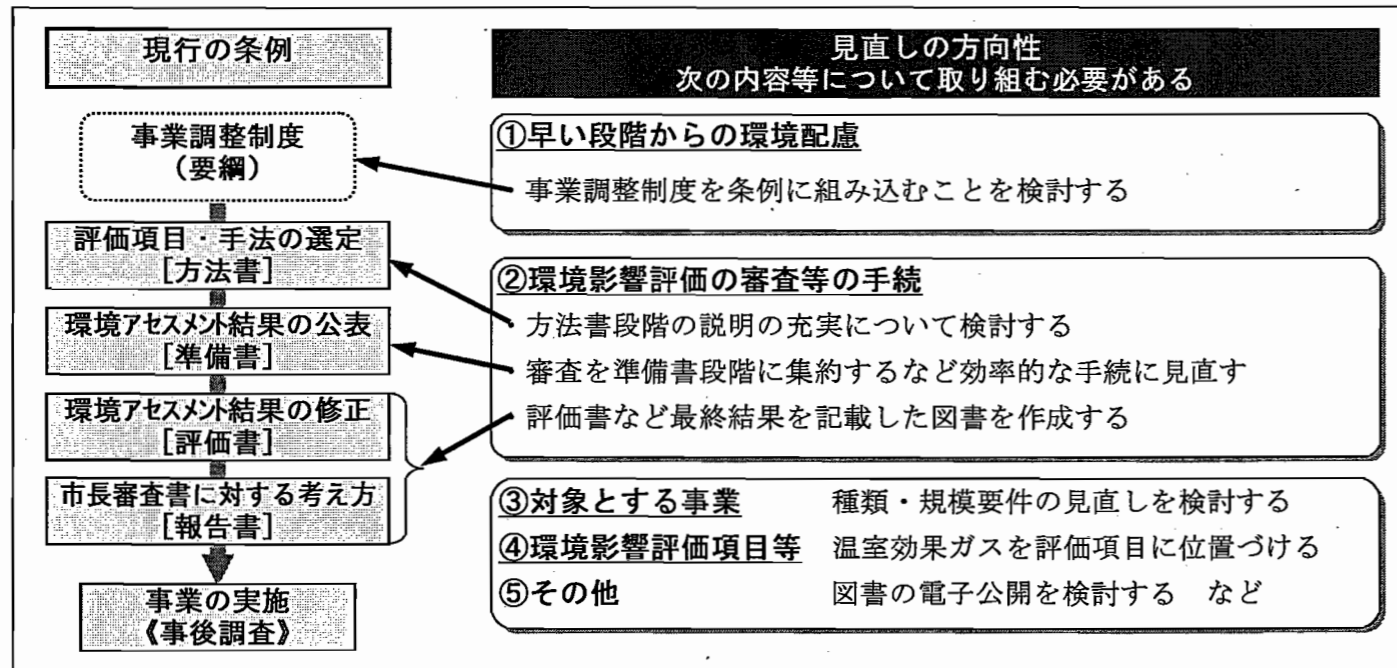 現行の条例
事業調整制度
(要綱)
評価項目・手法の選定
[方法書]
環境アセスメント結果の公表
[準備書]
環境アセスメント結果の修正
[評価書]
市長審査書に対する考え方
[報告書]
事業の実施
《事後調査》
見直しの方向性
次の内容等について取り組む必要がある
①早い段階からの環境配慮
事業調整制度を条例に組み込むことを検討する
②環境影響評価の審査等の手続
方法書段階の説明の充実について検討する
審査を準備書段階に集約するなど効率的な手続に見直す
評価書など最終結果を記載した図書を作成する
③対象とする事業 種類・規模要件の見直しを検討する
④環境影響評価項目等 温室効果ガスを評価項目に位置づける
⑤その他 図書の電子公開を検討する など